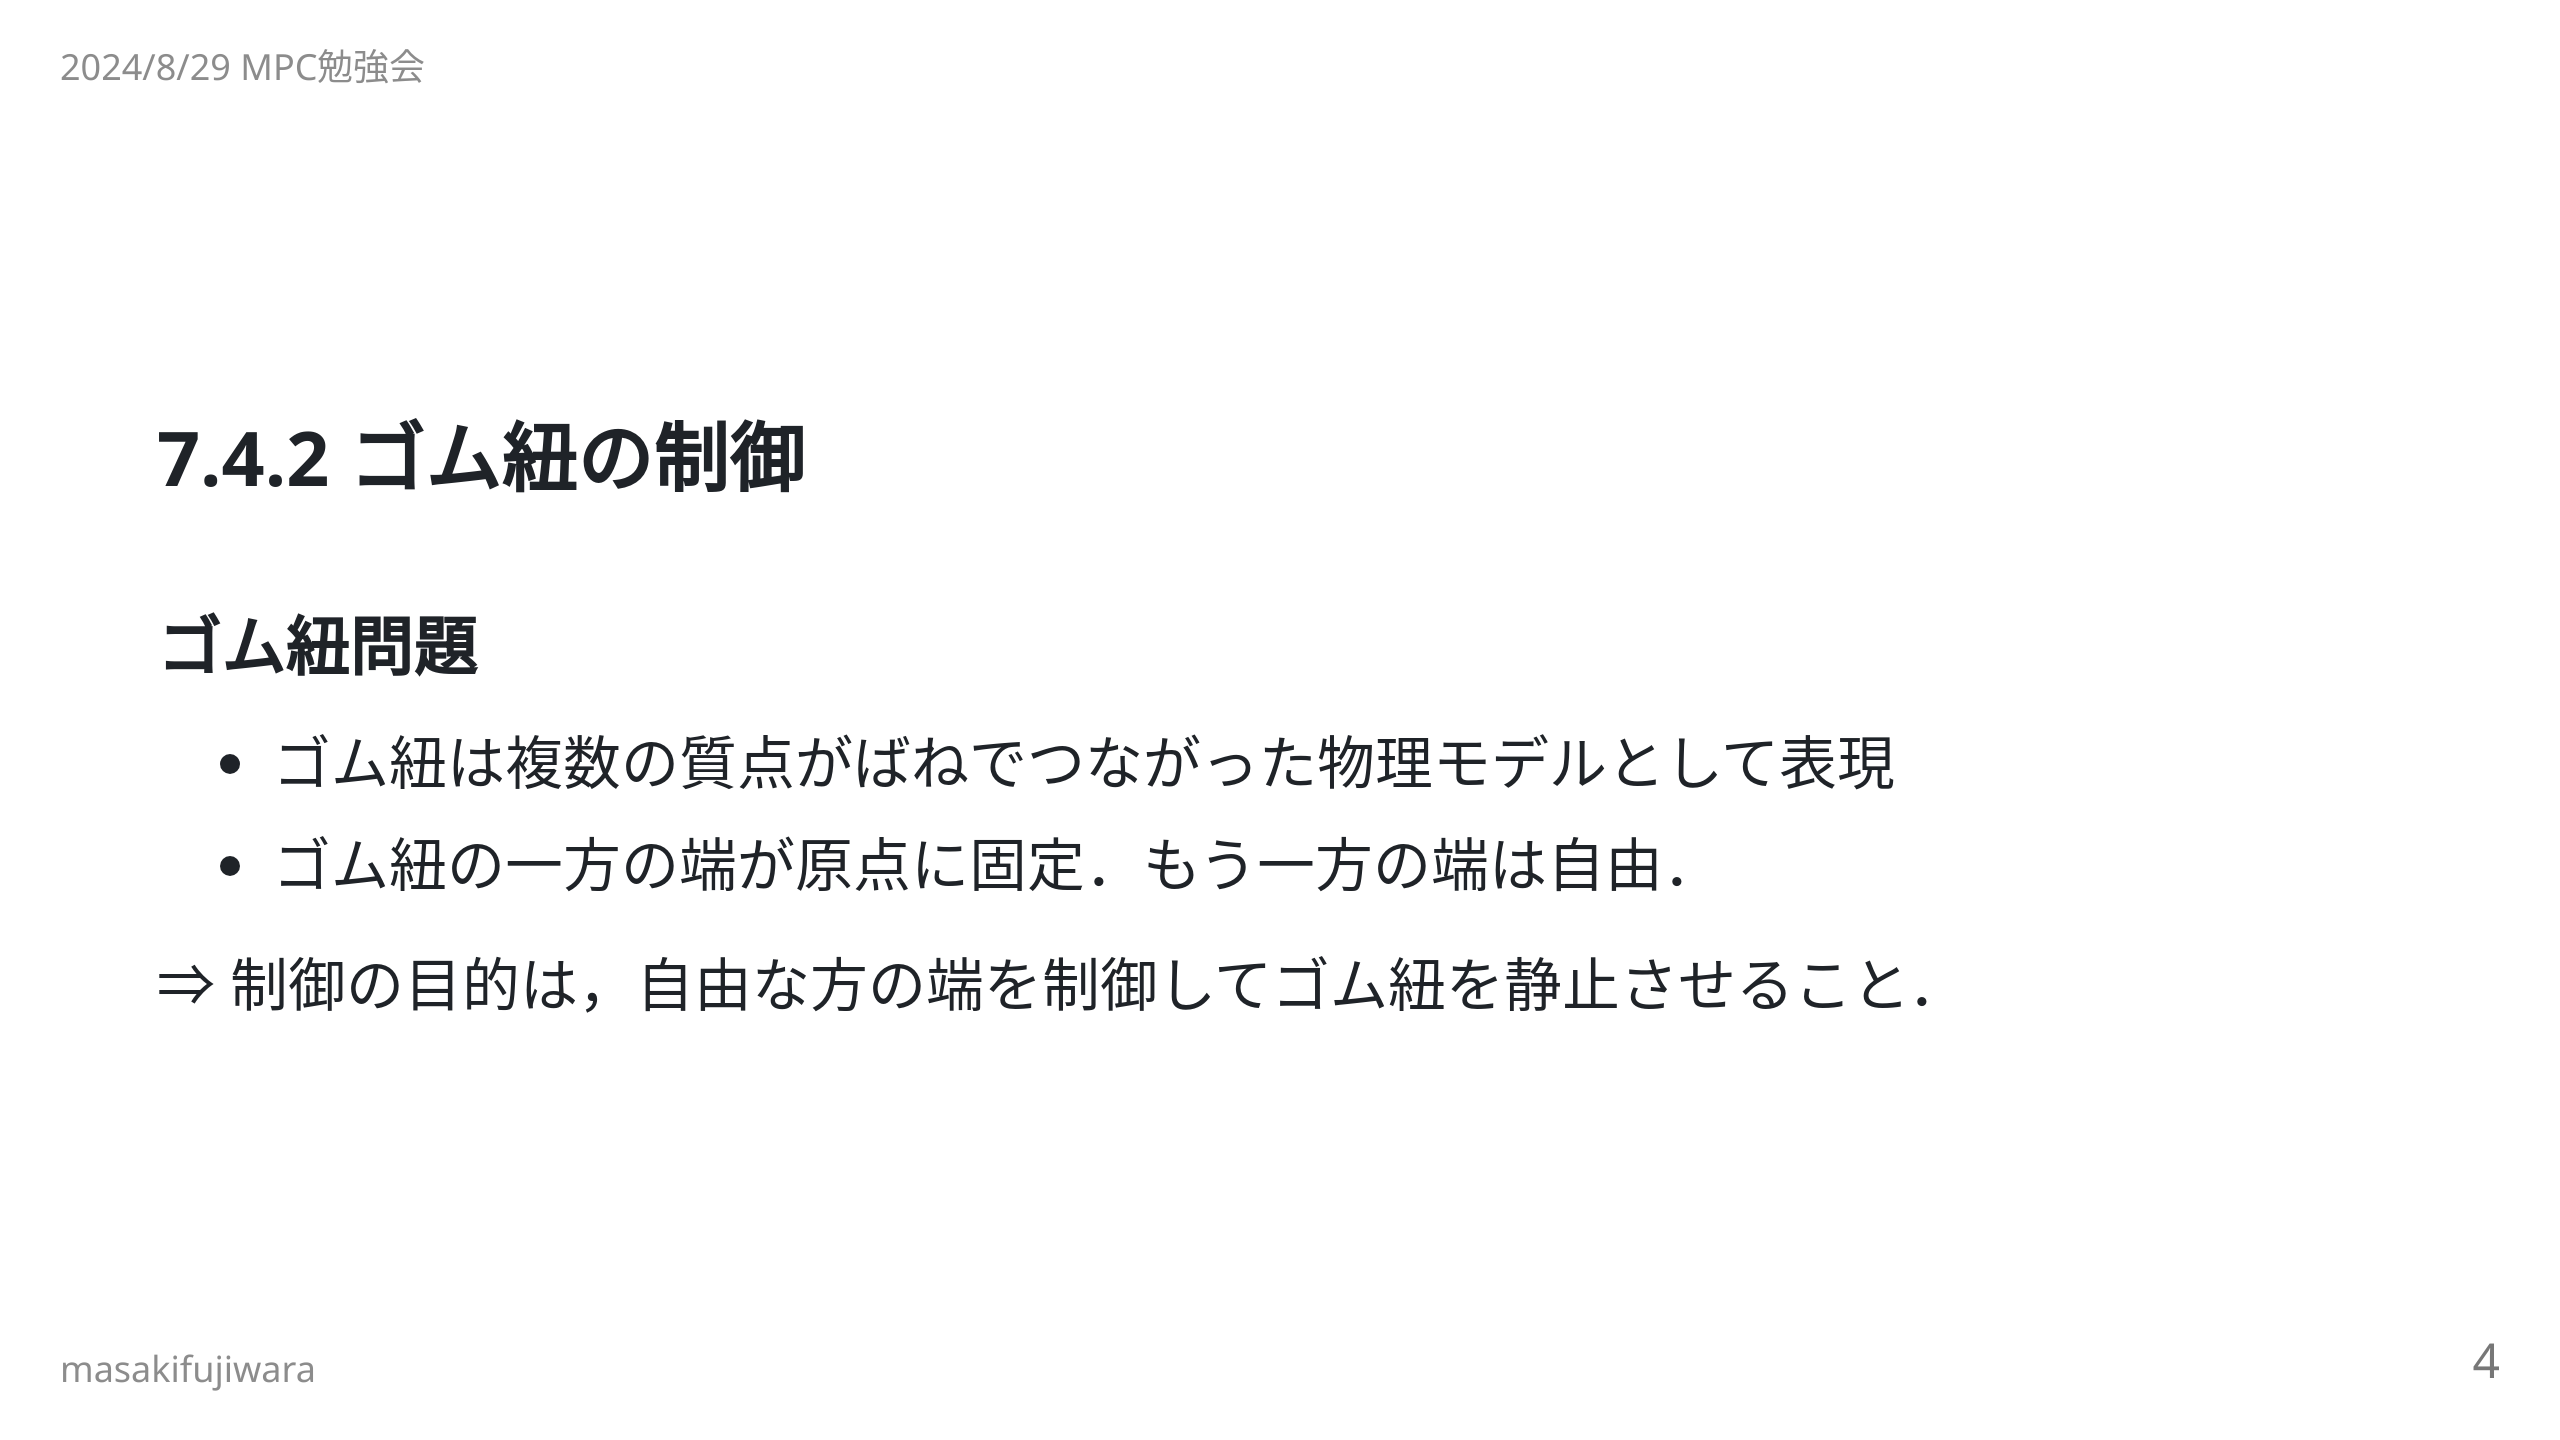 2024/8/29 MPC勉強会
7.4.2 ゴム紐の制御
ゴム紐問題
• ゴム紐は複数の質点がばねでつながった物理モデルとして表現
• ゴム紐の一方の端が原点に固定．もう一方の端は自由．
⇒ 制御の目的は，自由な方の端を制御してゴム紐を静止させること．
masakifujiwara
4